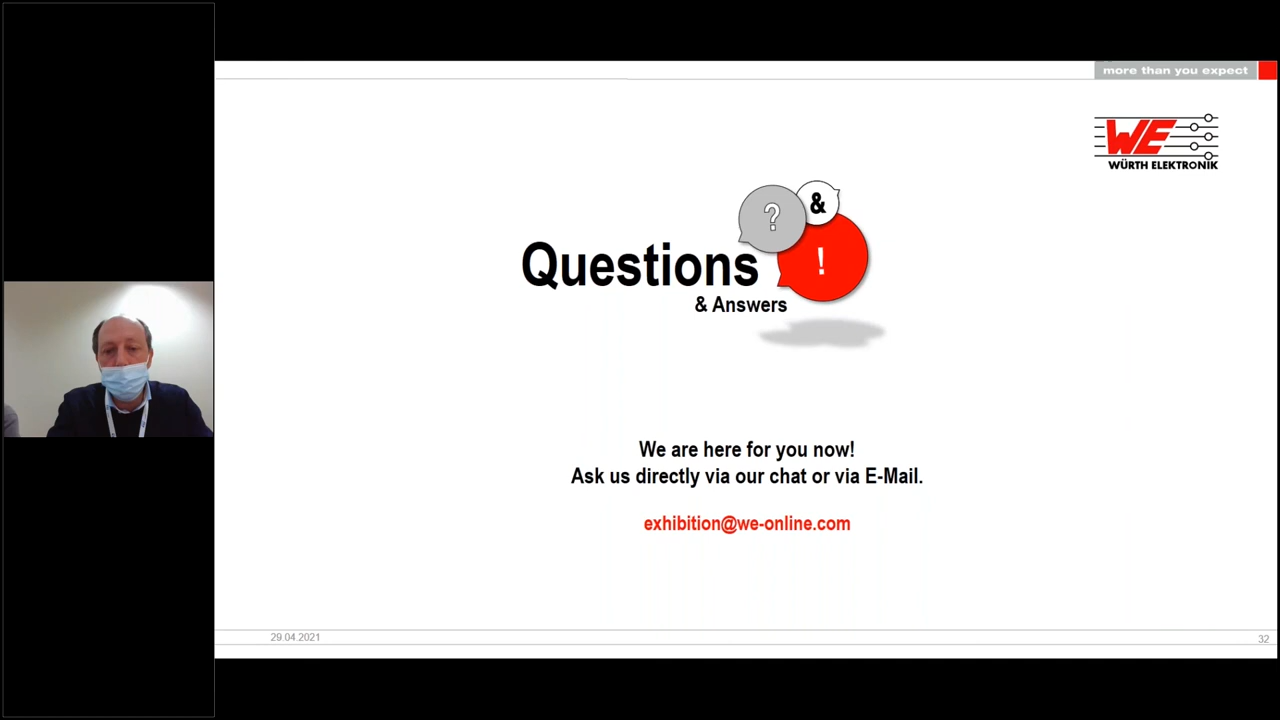 more than you expect
WE
WÜRTH ELEKTRONIK
? & !
Questions
& Answers
We are here for you now!
Ask us directly via our chat or via E-Mail.
exhibition@we-online.com
29.04.2021
32